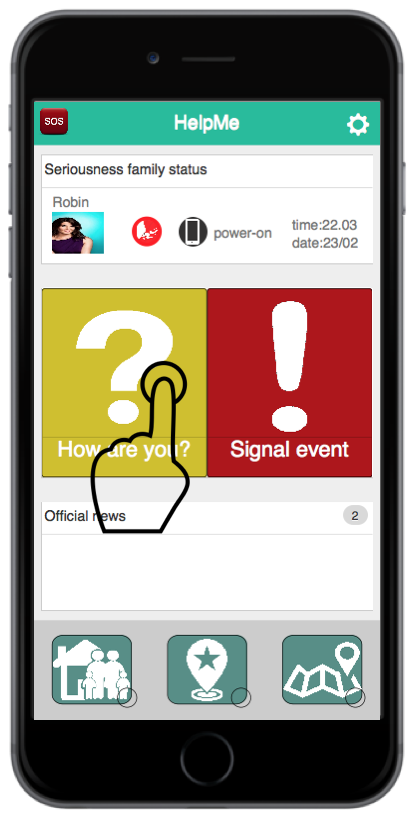 SOS
HelpMe
Seriousness family status
Robin
power-on
time:22.03
date:23/02
?
!
How are you?
Signal event
Official news
2